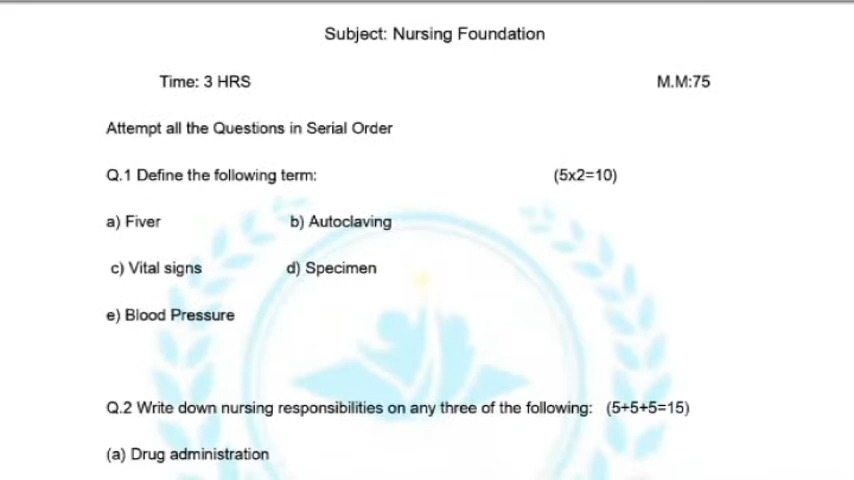 Subject: Nursing Foundation
Time: 3 HRS M.M:75
Attempt all the Questions in Serial Order
Q.1 Define the following term: (5x2=10)
a) Fiver b) Autoclaving
c) Vital signs d) Specimen
e) Blood Pressure
Q.2 Write down nursing responsibilities on any three of the following: (5+5+5=15)
(a) Drug administration